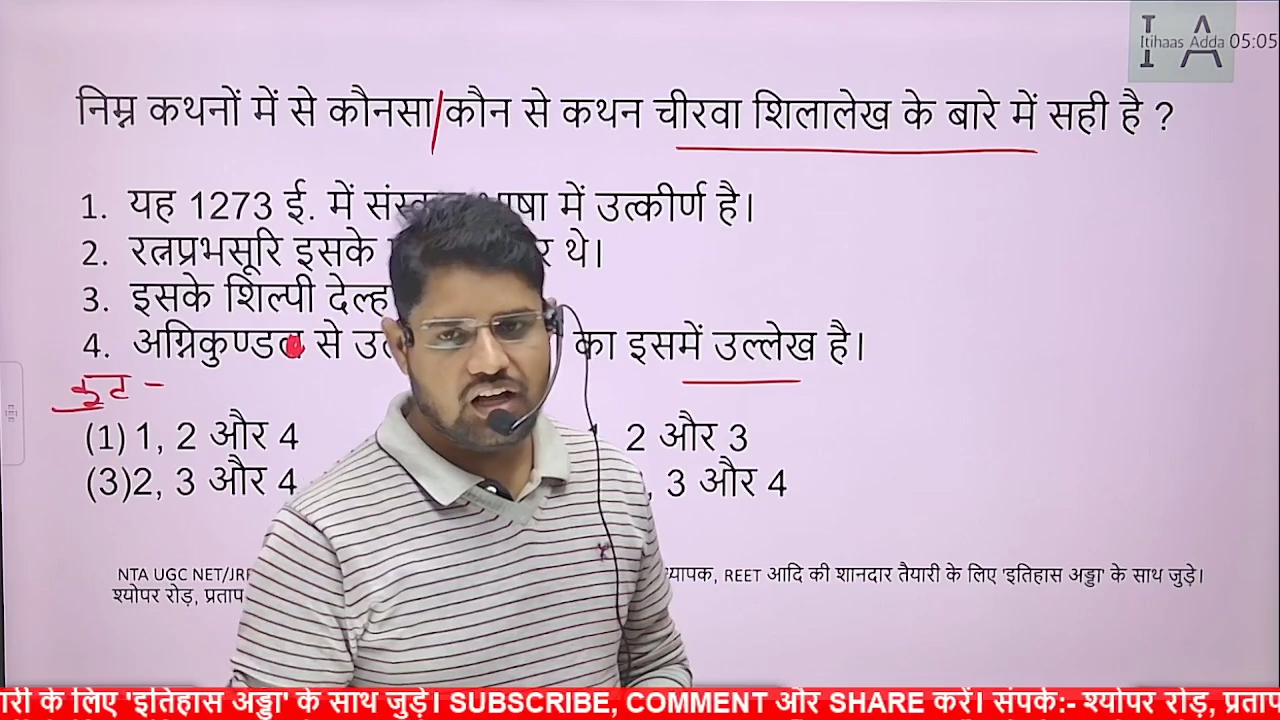 I A
Itihaas Adda 05:05
निम्न कथनों में से कौनसा/कौन से कथन चीरवा शिलालेख के बारे में सही है ?
1. यह 1273 ई. में में उत्कीर्ण है।
2. रत्नप्रभसूरि इसके थे।
3. इसके शिल्पी
4. से का इसमें उल्लेख है।
कूट -
(1) 1, 2 और 4 2 और 3
(3)2, 3 और 4 , 3 और 4
NTA UGC NET/JRF REET आदि की शानदार तैयारी के लिए 'इतिहास अड्डा' के साथ जुड़े।
श्योपर रोड़, प्रताप
के लिए 'इतिहास अड्डा' के साथ जुड़े। SUBSCRIBE, COMMENT और SHARE करें। संपर्क:- श्योपर रोड़,